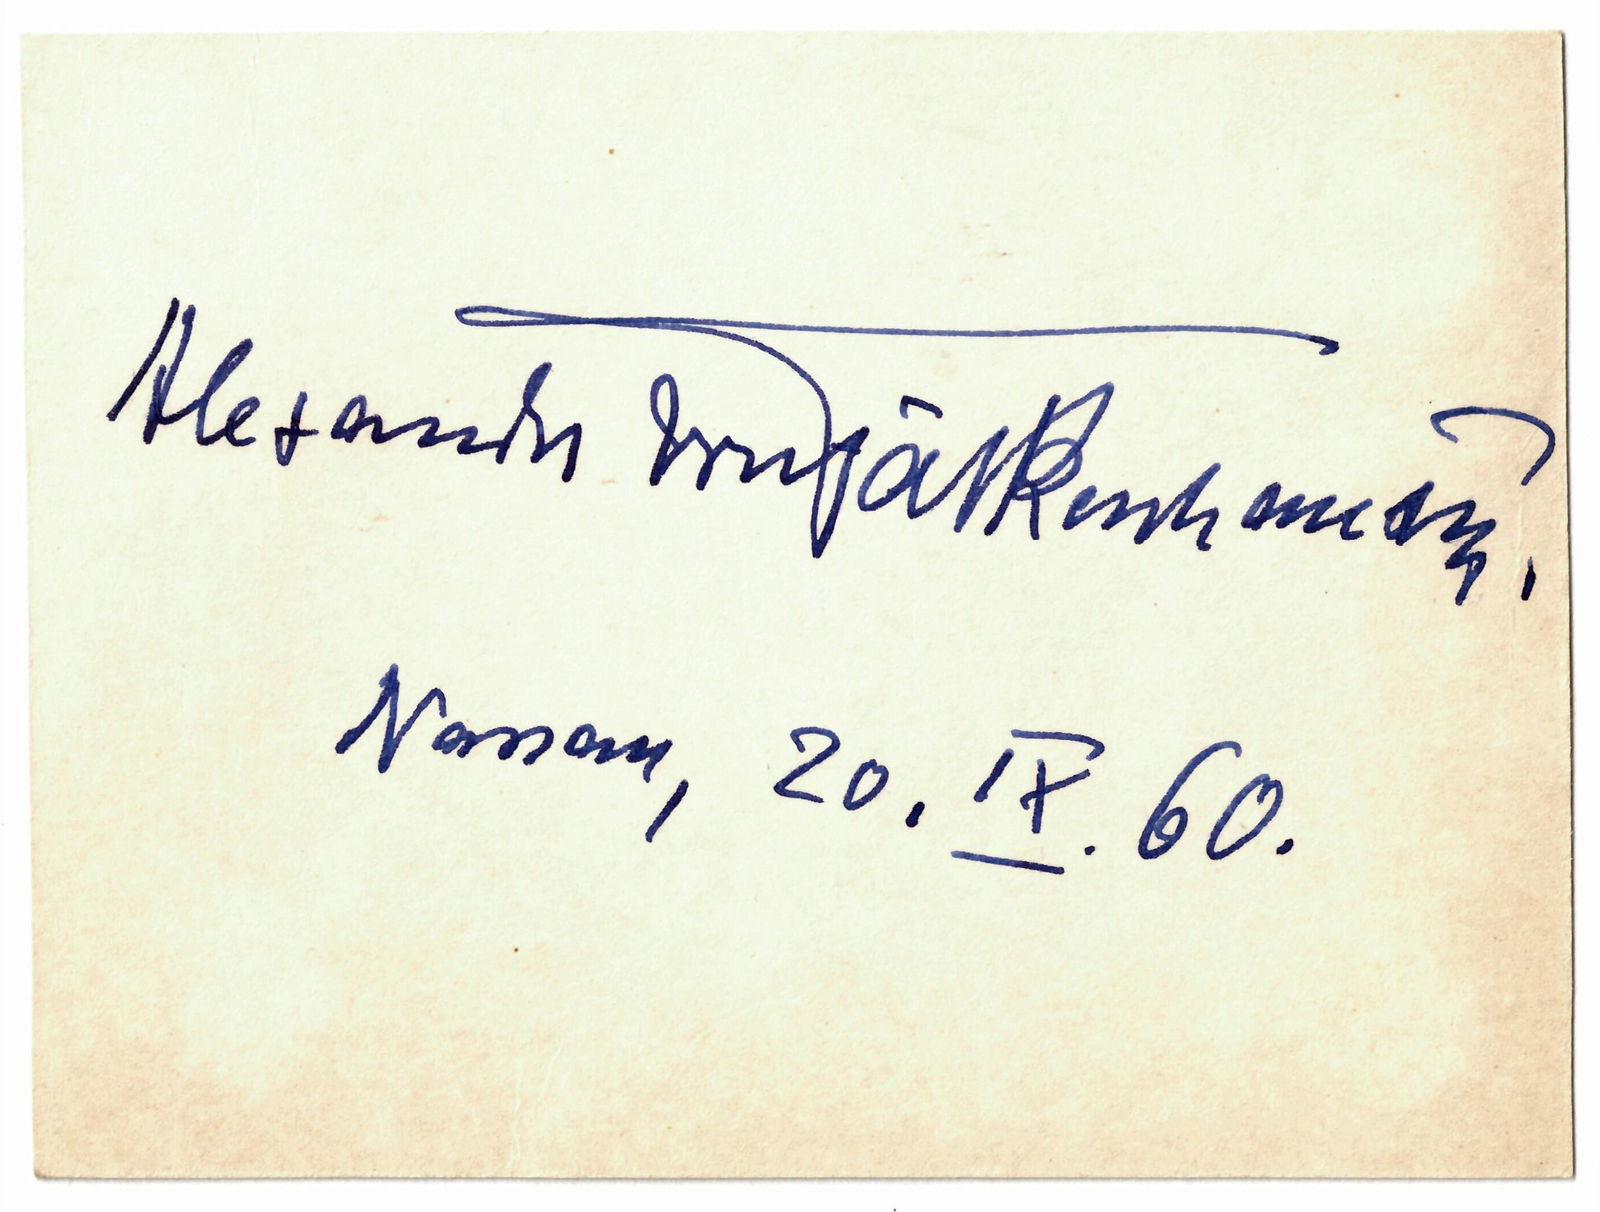 Alexander von Falkenhausen.
Nassau, 20. IX. 60.